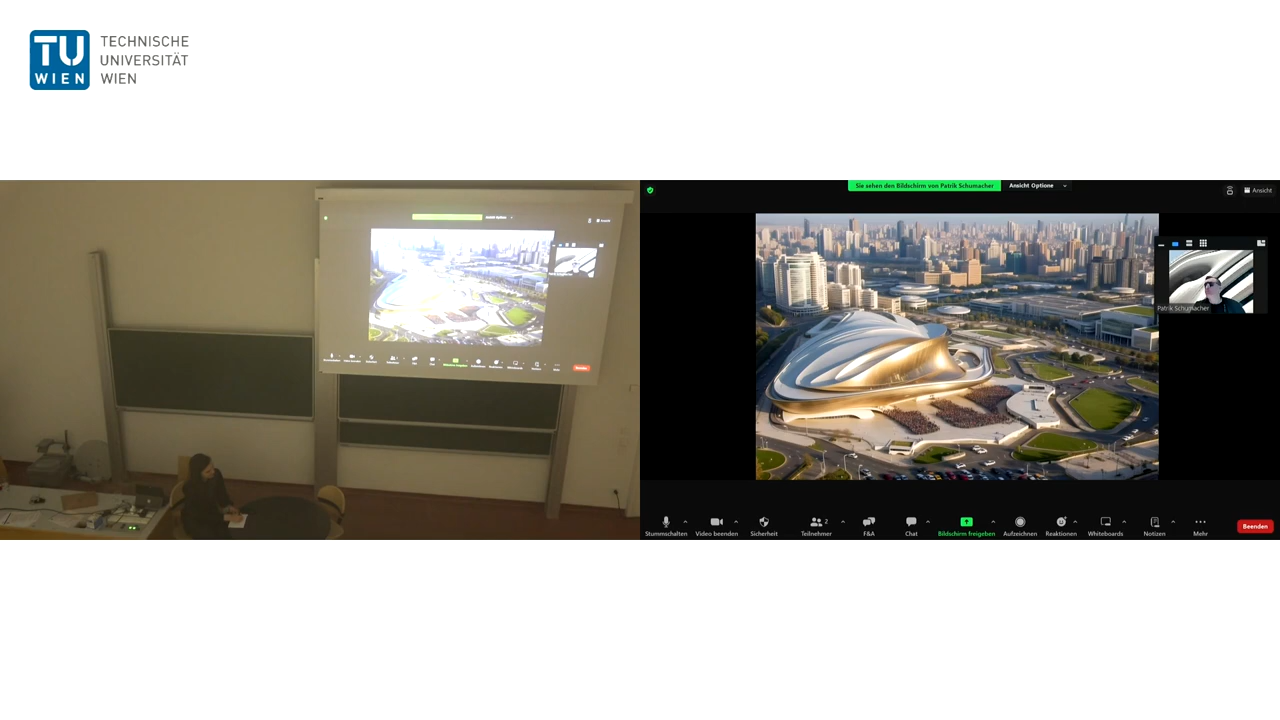 TU
WIEN
TECHNISCHE
UNIVERSITÄT
WIEN
Sie sehen den Bildschirm von Patrik Schumacher
Ansicht Optione
Ansicht
Patrik Schumacher
Stummschalten
Video beenden
Sicherheit
2
Teilnehmer
F&A
Chat
Bildschirm freigeben
Aufzeichnen
Reaktionen
Whiteboards
Notizen
Mehr
Beenden